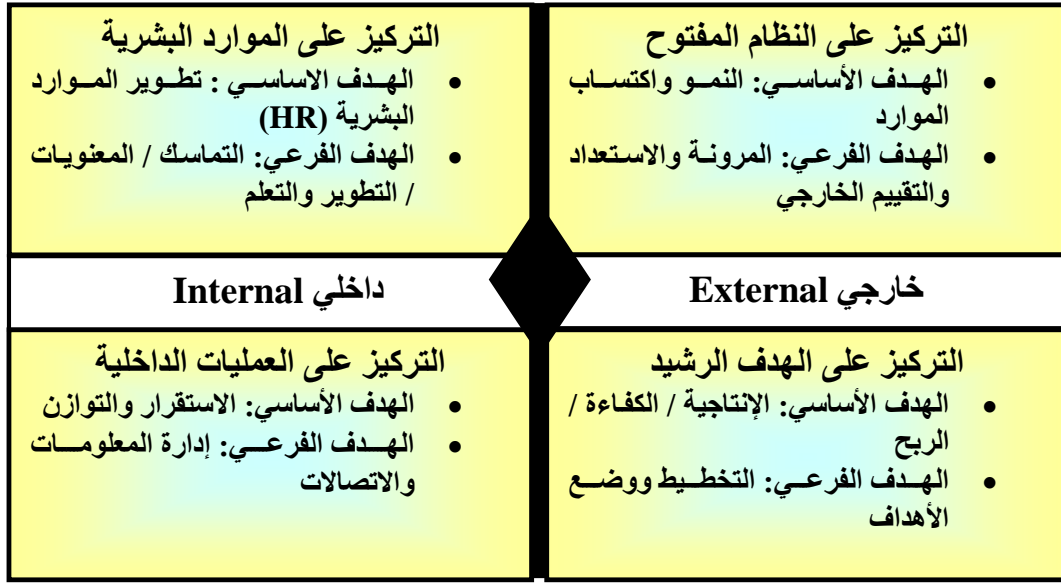 التركيز على النظام المفتوح
• الهدف الأساسي: النمو واكتساب
الموارد
• الهدف الفرعي: المرونة والاستعداد
والتقييم الخارجي
التركيز على الموارد البشرية
• الهدف الاساسي : تطوير الموارد
البشرية (HR)
• الهدف الفرعي: التماسك / المعنويات
/ التطوير والتعلم
خارجي External
داخلي Internal
التركيز على الهدف الرشيد
• الهدف الأساسي: الإنتاجية / الكفاءة /
الربح
• الهدف الفرعي: التخطيط ووضع
الأهداف
التركيز على العمليات الداخلية
• الهدف الأساسي: الاستقرار والتوازن
• الهدف الفرعي: إدارة المعلومات
والاتصالات